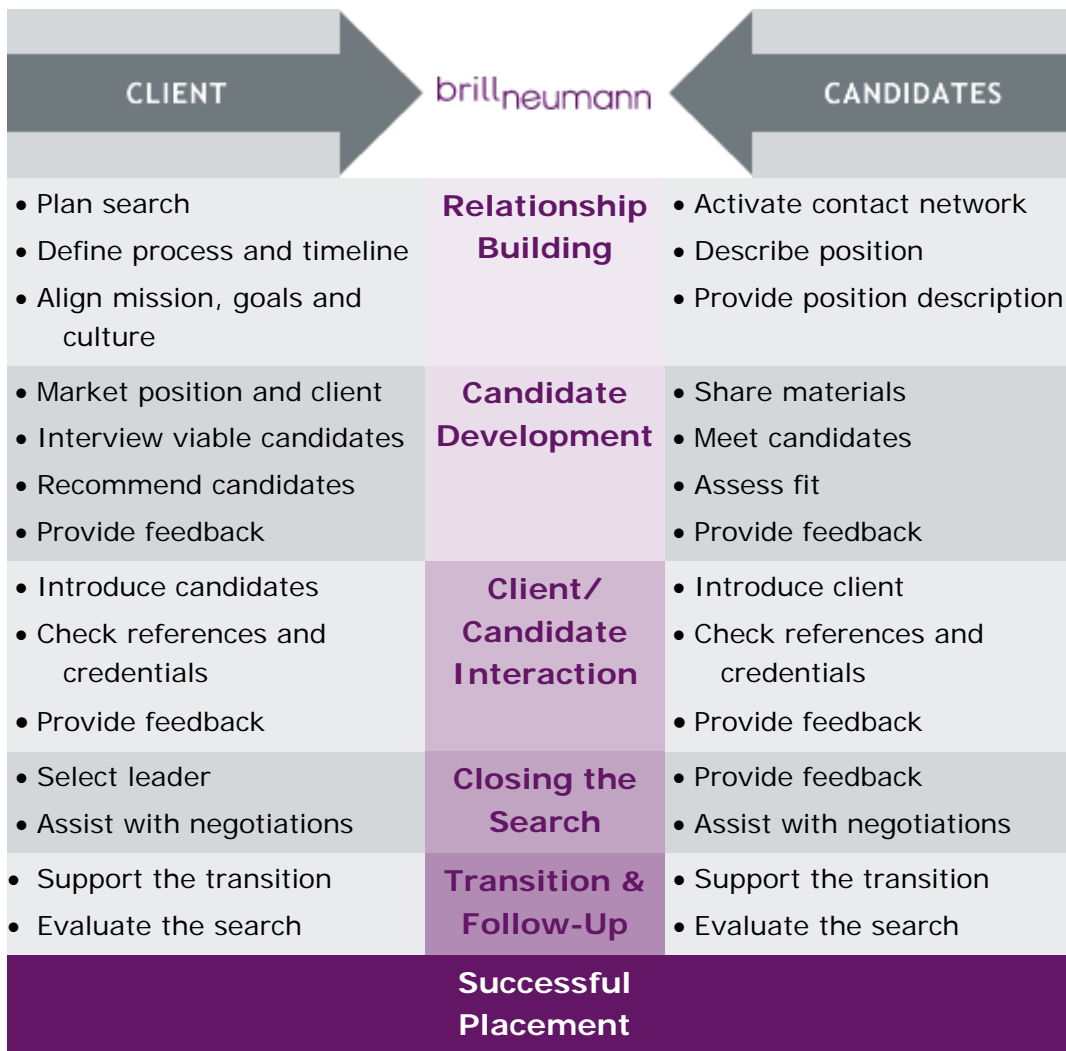 CLIENT
brillneumann
CANDIDATES
• Plan search
• Define process and timeline
• Align mission, goals and
culture
Relationship
Building
• Activate contact network
• Describe position
• Provide position description
• Market position and client
• Interview viable candidates
• Recommend candidates
• Provide feedback
Candidate
Development
• Share materials
• Meet candidates
• Assess fit
• Provide feedback
• Introduce candidates
• Check references and
credentials
• Provide feedback
Client/
Candidate
Interaction
• Introduce client
• Check references and
credentials
• Provide feedback
• Select leader
• Assist with negotiations
Closing the
Search
• Provide feedback
• Assist with negotiations
• Support the transition
• Evaluate the search
Transition &
Follow-Up
• Support the transition
• Evaluate the search
Successful
Placement